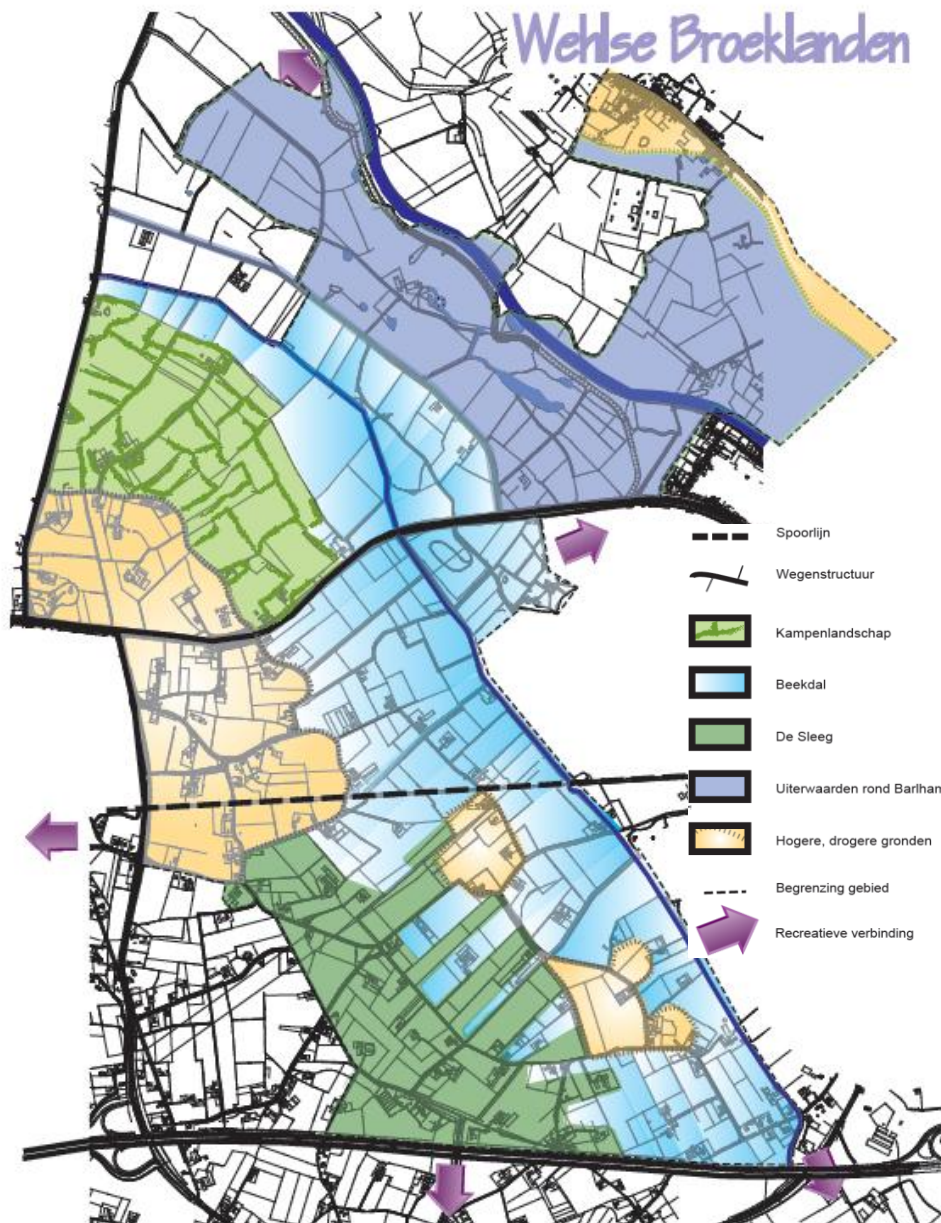 Wehlse Broeklanden
Spoorlijn
Wegenstructuur
Kampenlandschap
Beekdal
De Sleeg
Uiterwaarden rond Barlham
Hogere, drogere gronden
Begrenzing gebied
Recreatieve verbinding